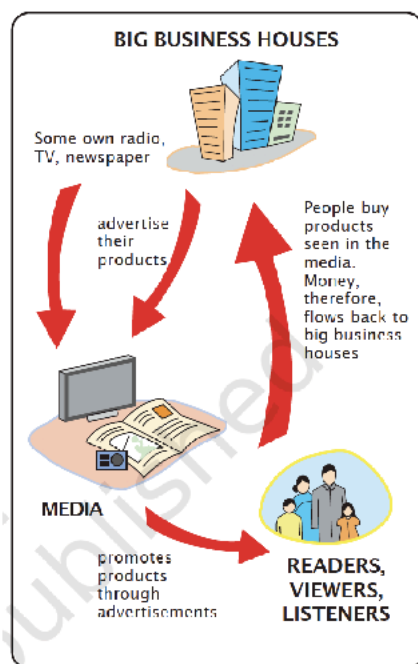 BIG BUSINESS HOUSES
Some own radio,
TV, newspaper
advertise
their
products
People buy
products
seen in the
media.
Money,
therefore,
flows back to
big business
houses
MEDIA
promotes
products
through
advertisements
READERS,
VIEWERS,
LISTENERS